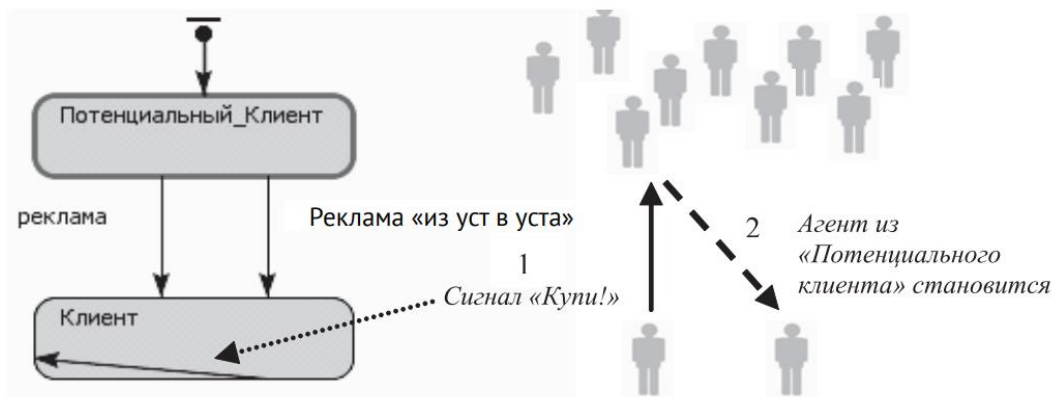 Потенциальный_Клиент
реклама
Реклама «из уст в уста»
1
Сигнал «Купи!»
2
Агент из
«Потенциального
клиента» становится
Клиент